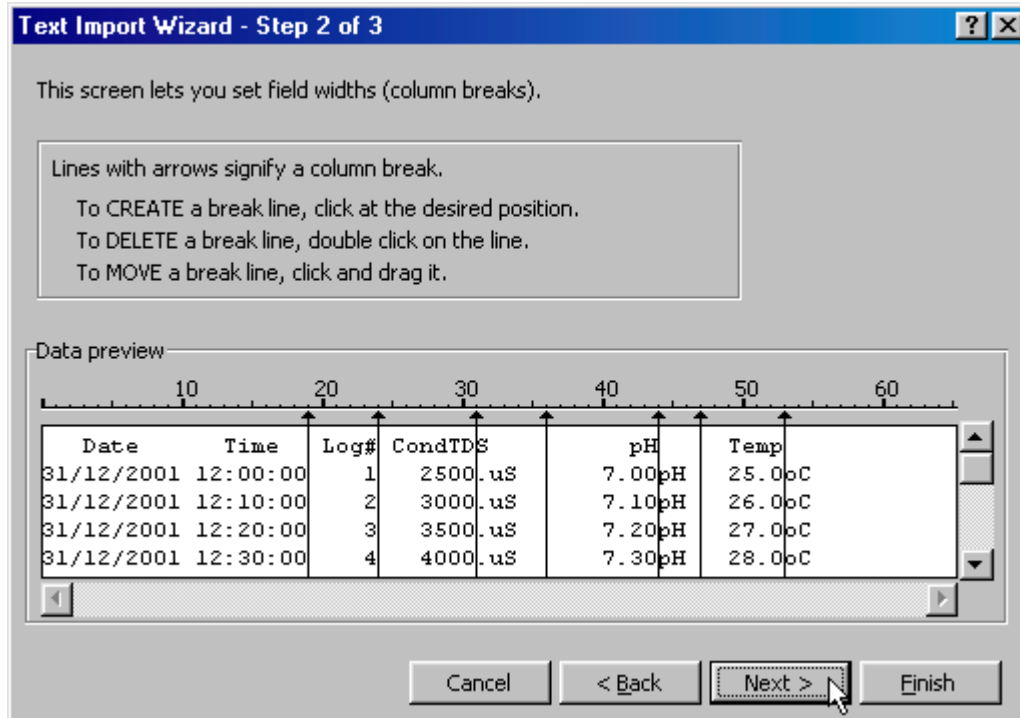 Text Import Wizard - Step 2 of 3
This screen lets you set field widths (column breaks).
Lines with arrows signify a column break.
To CREATE a break line, click at the desired position.
To DELETE a break line, double click on the line.
To MOVE a break line, click and drag it.
Data preview
10 20 30 40 50 60
Date Time Log# CondTDS pH Temp
31/12/2001 12:00:00 1 2500.uS 7.00pH 25.0oC
31/12/2001 12:10:00 2 3000.uS 7.10pH 26.0oC
31/12/2001 12:20:00 3 3500.uS 7.20pH 27.0oC
31/12/2001 12:30:00 4 4000.uS 7.30pH 28.0oC
Cancel < Back Next > Finish